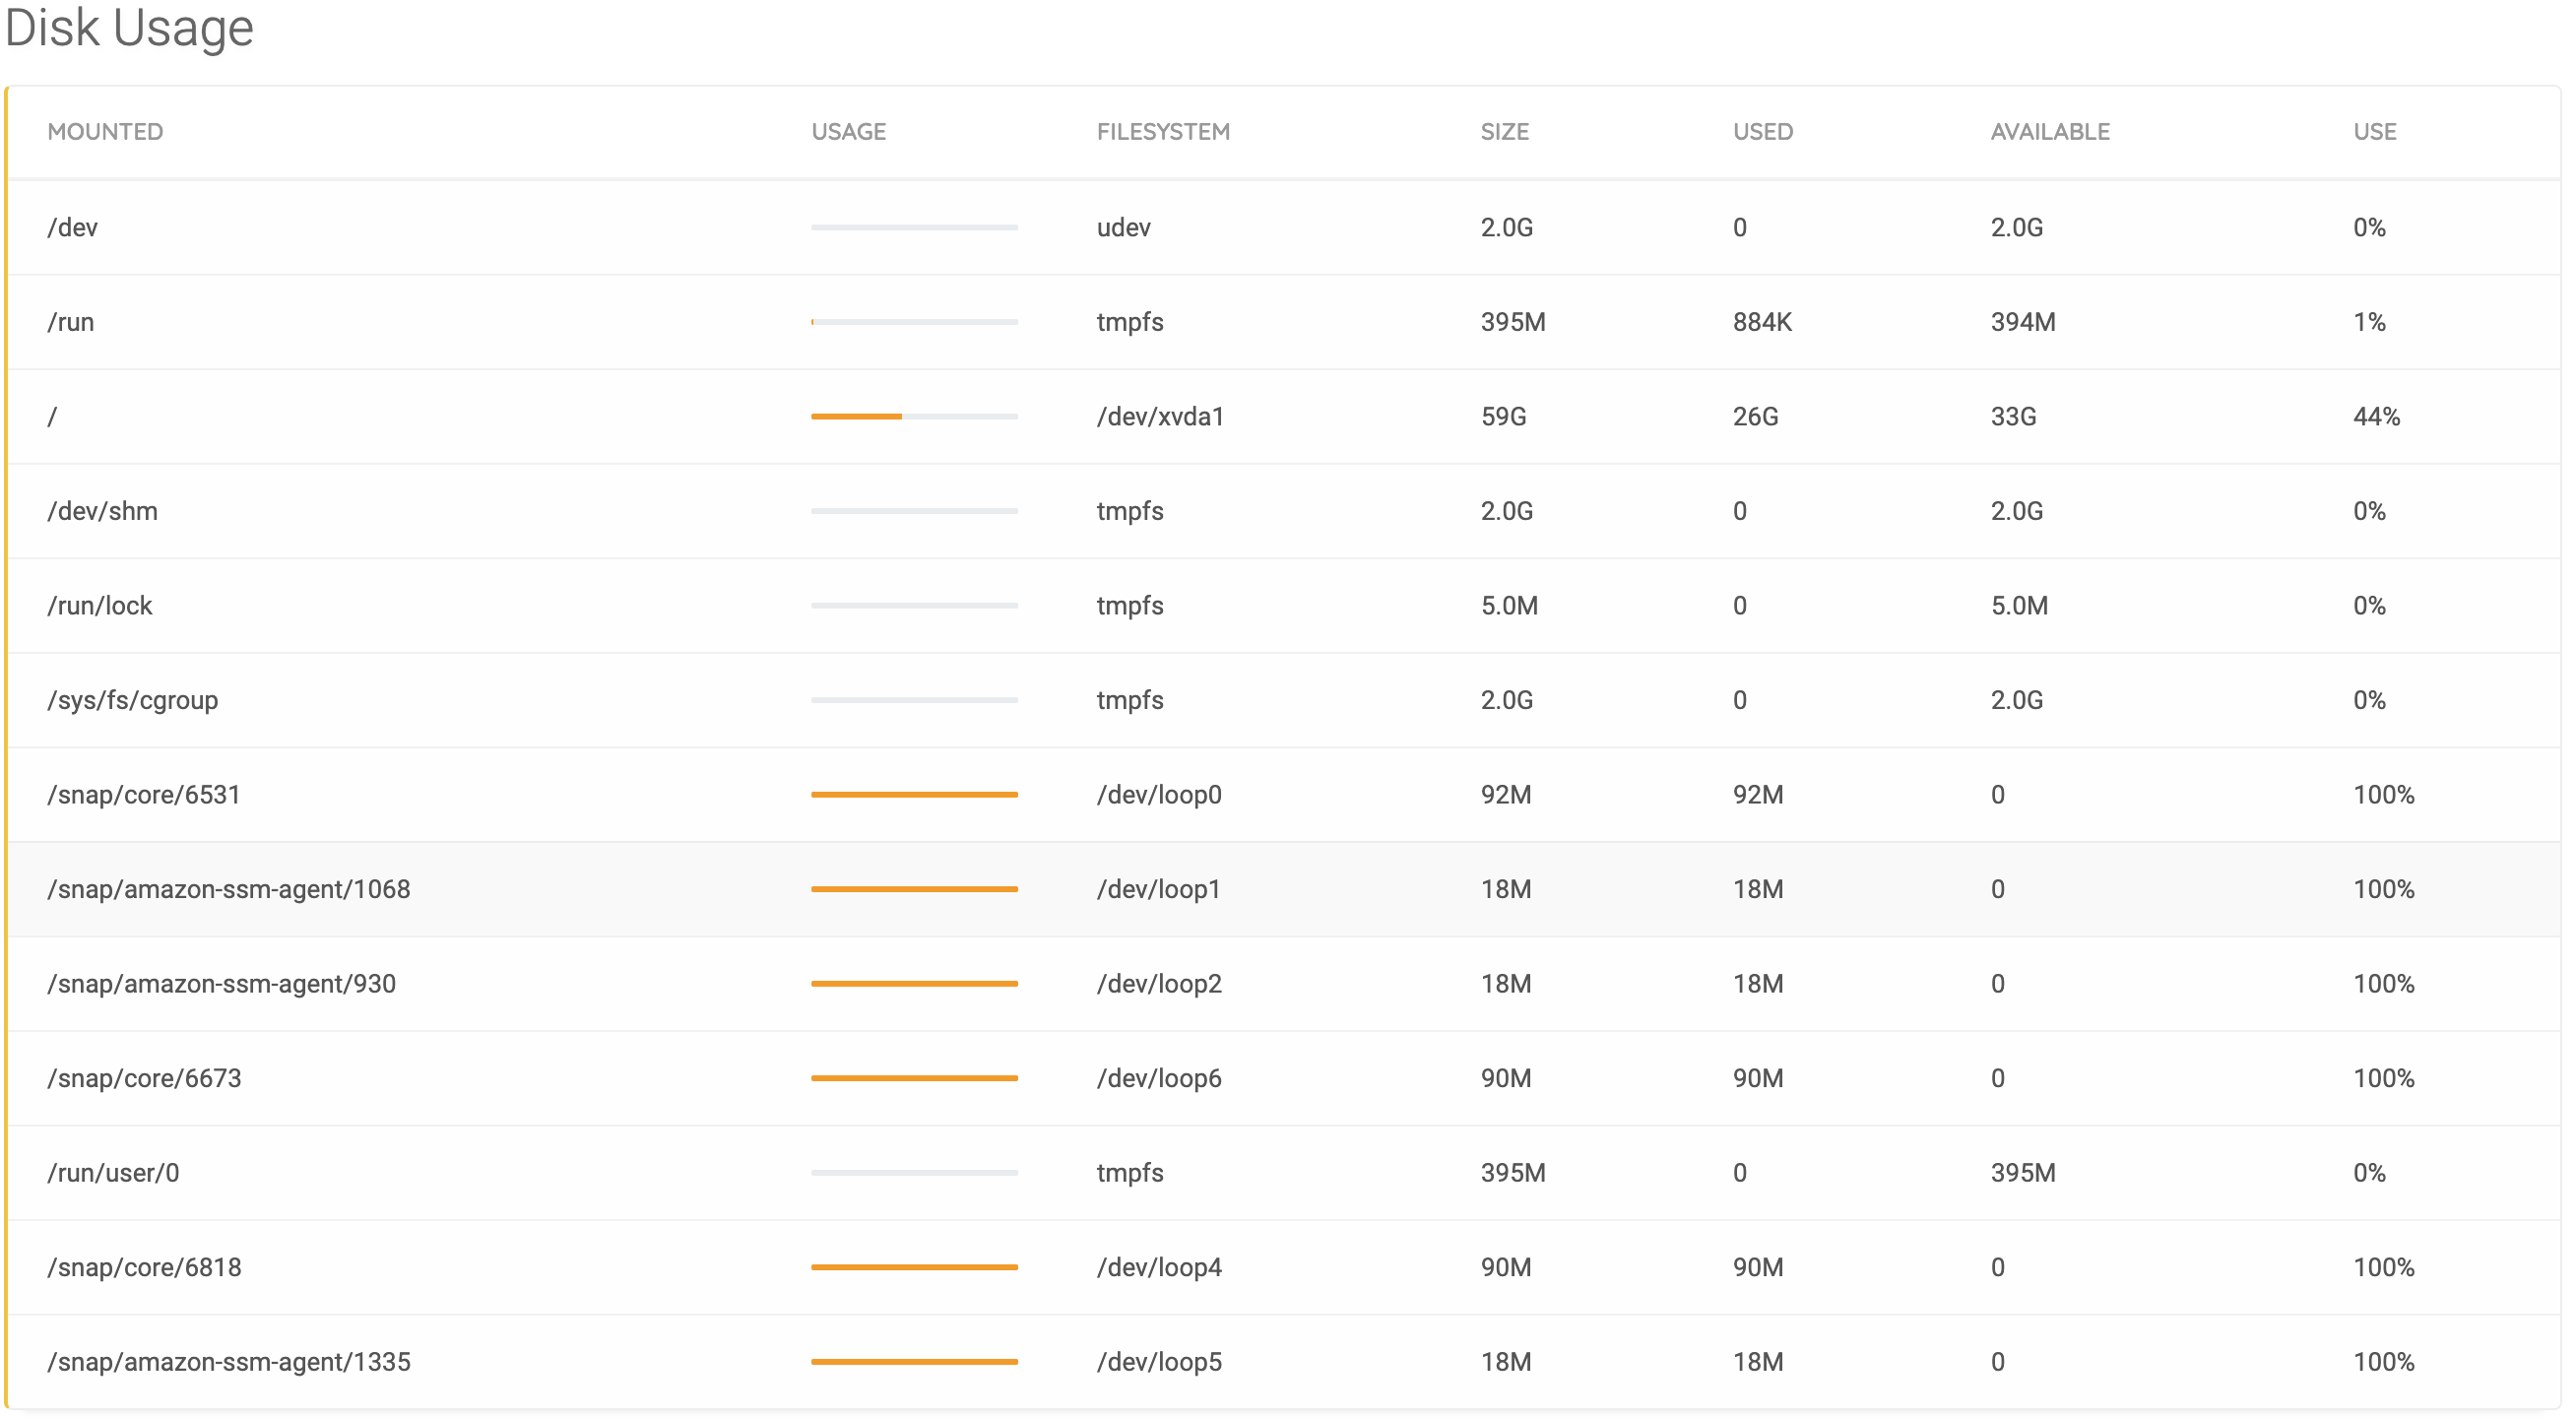 Disk Usage
MOUNTED USAGE FILESYSTEM SIZE USED AVAILABLE USE
/dev udev 2.0G 0 2.0G 0%
/run tmpfs 395M 884K 394M 1%
/ /dev/xvda1 59G 26G 33G 44%
/dev/shm tmpfs 2.0G 0 2.0G 0%
/run/lock tmpfs 5.0M 0 5.0M 0%
/sys/fs/cgroup tmpfs 2.0G 0 2.0G 0%
/snap/core/6531 /dev/loop0 92M 92M 0 100%
/snap/amazon-ssm-agent/1068 /dev/loop1 18M 18M 0 100%
/snap/amazon-ssm-agent/930 /dev/loop2 18M 18M 0 100%
/snap/core/6673 /dev/loop6 90M 90M 0 100%
/run/user/0 tmpfs 395M 0 395M 0%
/snap/core/6818 /dev/loop4 90M 90M 0 100%
/snap/amazon-ssm-agent/1335 /dev/loop5 18M 18M 0 100%